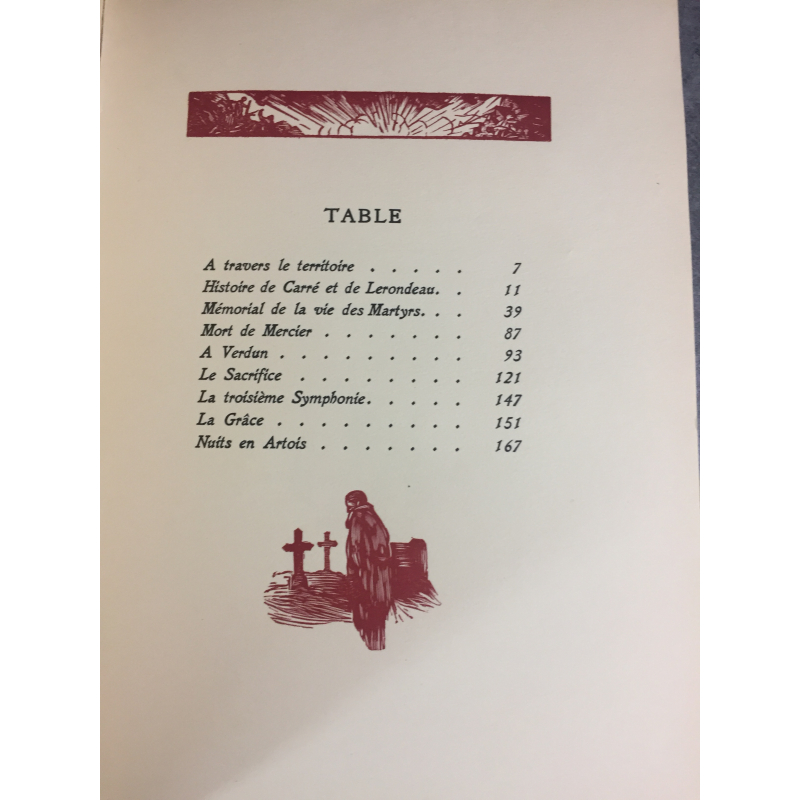 TABLE
A travers le territoire . . . . . 7
Histoire de Carré et de Lerondeau. . . 11
Mémorial de la vie des Martyrs. . . 39
Mort de Mercier . . . . . . . 87
A Verdun . . . . . . . . . 93
Le Sacrifice . . . . . . . . 121
La troisième Symphonie. . . . . 147
La Grâce . . . . . . . . . 151
Nuits en Artois . . . . . . . 167